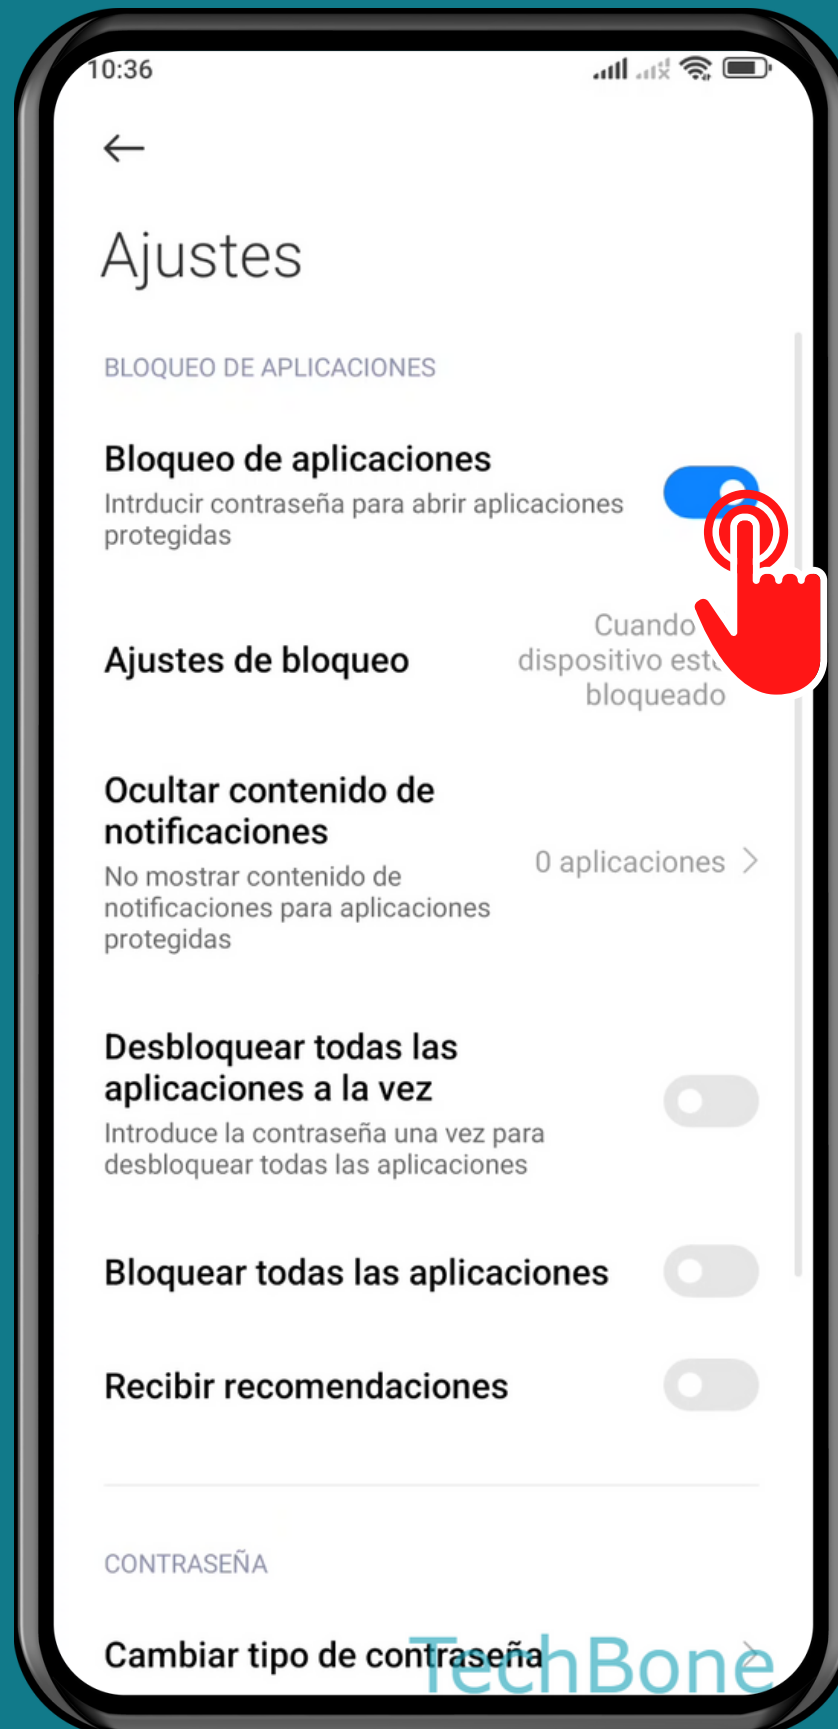 10:36
Ajustes
BLOQUEO DE APLICACIONES
Bloqueo de aplicaciones
Intrducir contraseña para abrir aplicaciones
protegidas
Ajustes de bloqueo
Cuando
dispositivo
bloqueado
Ocultar contenido de
notificaciones
No mostrar contenido de
notificaciones para aplicaciones
protegidas
0 aplicaciones
Desbloquear todas las
aplicaciones a la vez
Introduce la contraseña una vez para
desbloquear todas las aplicaciones
Bloquear todas las aplicaciones
Recibir recomendaciones
CONTRASEÑA
Cambiar tipo de contraseña
TechBone